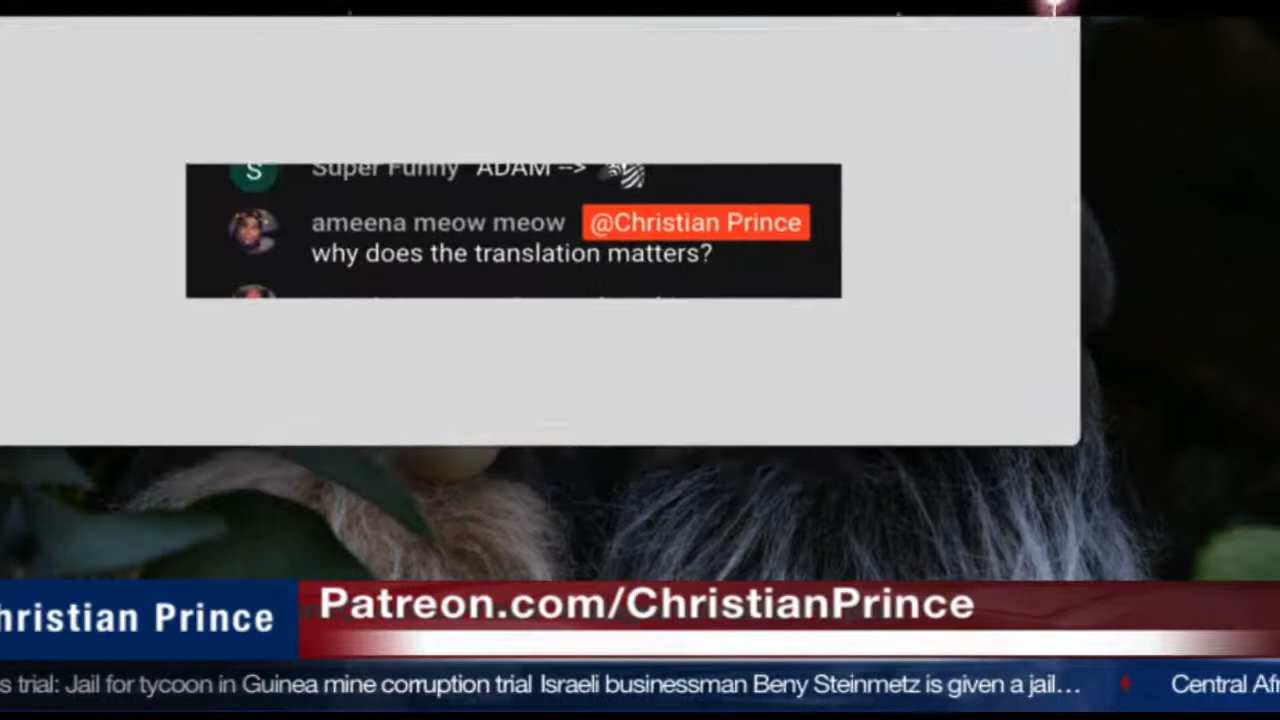 S
Super Funny ADAM -->
ameena meow meow @Christian Prince
why does the translation matters?
hristian Prince
Patreon.com/ChristianPrince
s trial: Jail for tycoon in Guinea mine corruption trial Israeli businessman Beny Steinmetz is given a jail... Central Afr